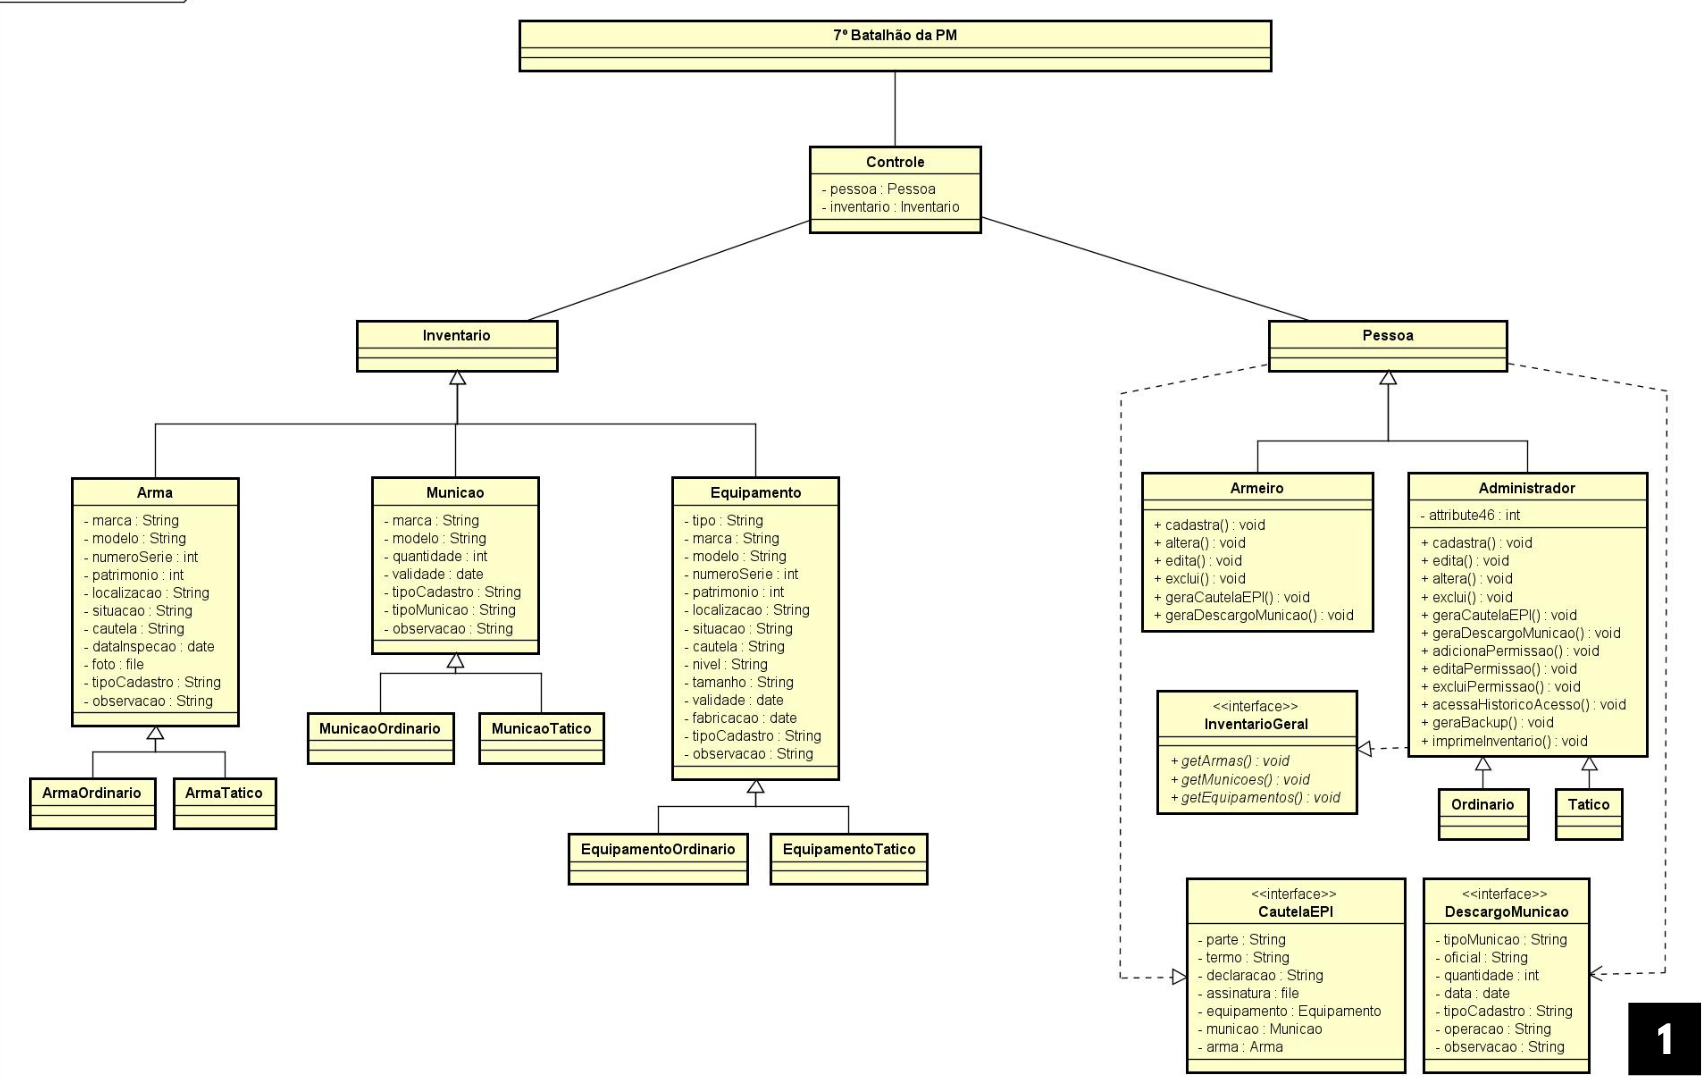 7º Batalhão da PM
Controle
- pessoa : Pessoa
- inventario : Inventario
Inventario
Pessoa
Arma
- marca : String
- modelo : String
- numeroSerie : int
- patrimonio : int
- localizacao : String
- situacao : String
- cautela : String
- dataInspecao : date
- foto : file
- tipoCadastro : String
- observacao : String
Municao
- marca : String
- modelo : String
- quantidade : int
- validade : date
- tipoCadastro : String
- tipoMunicao : String
- observacao : String
Equipamento
- tipo : String
- marca : String
- modelo : String
- numeroSerie : int
- patrimonio : int
- localizacao : String
- situacao : String
- cautela : String
- nivel : String
- tamanho : String
- validade : date
- fabricacao : date
- tipoCadastro : String
- observacao : String
Armeiro
+ cadastra() : void
+ altera() : void
+ edita() : void
+ exclui() : void
+ geraCautelaEPI() : void
+ geraDescargoMunicao() : void
Administrador
- attribute46 : int
+ cadastra() : void
+ edita() : void
+ altera() : void
+ exclui() : void
+ geraCautelaEPI() : void
+ geraDescargoMunicao() : void
+ adicionaPermissao() : void
+ editaPermissao() : void
+ excluiPermissao() : void
+ acessaHistoricoAcesso() : void
+ geraBackup() : void
+ imprimeInventario() : void
<<interface>>
InventarioGeral
+ getArmas() : void
+ getMunicoes() : void
+ getEquipamentos() : void
MunicaoOrdinario
MunicaoTatico
ArmaOrdinario
ArmaTatico
EquipamentoOrdinario
EquipamentoTatico
Ordinario
Tatico
<<interface>>
CautelaEPI
- parte : String
- termo : String
- declaracao : String
- assinatura : file
- equipamento : Equipamento
- municao : Municao
- arma : Arma
<<interface>>
DescargoMunicao
- tipoMunicao : String
- oficial : String
- quantidade : int
- data : date
- tipoCadastro : String
- operacao : String
- observacao : String
1